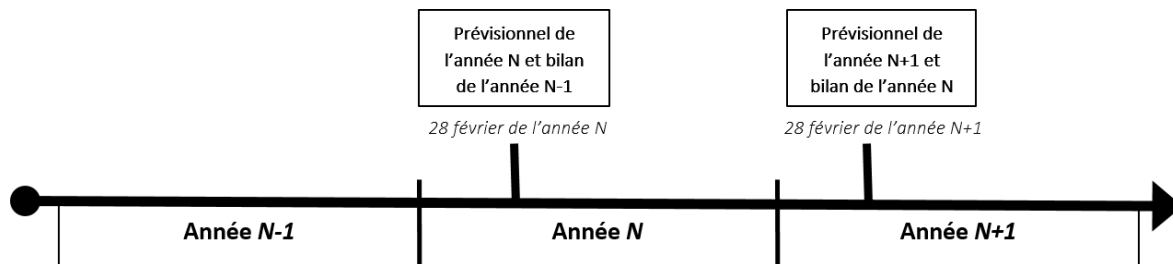 Prévisionnel de
l'année N et bilan
de l'année N-1
Prévisionnel de
l'année N+1 et
bilan de l'année N
28 février de l'année N
28 février de l'année N+1
Année N-1
Année N
Année N+1